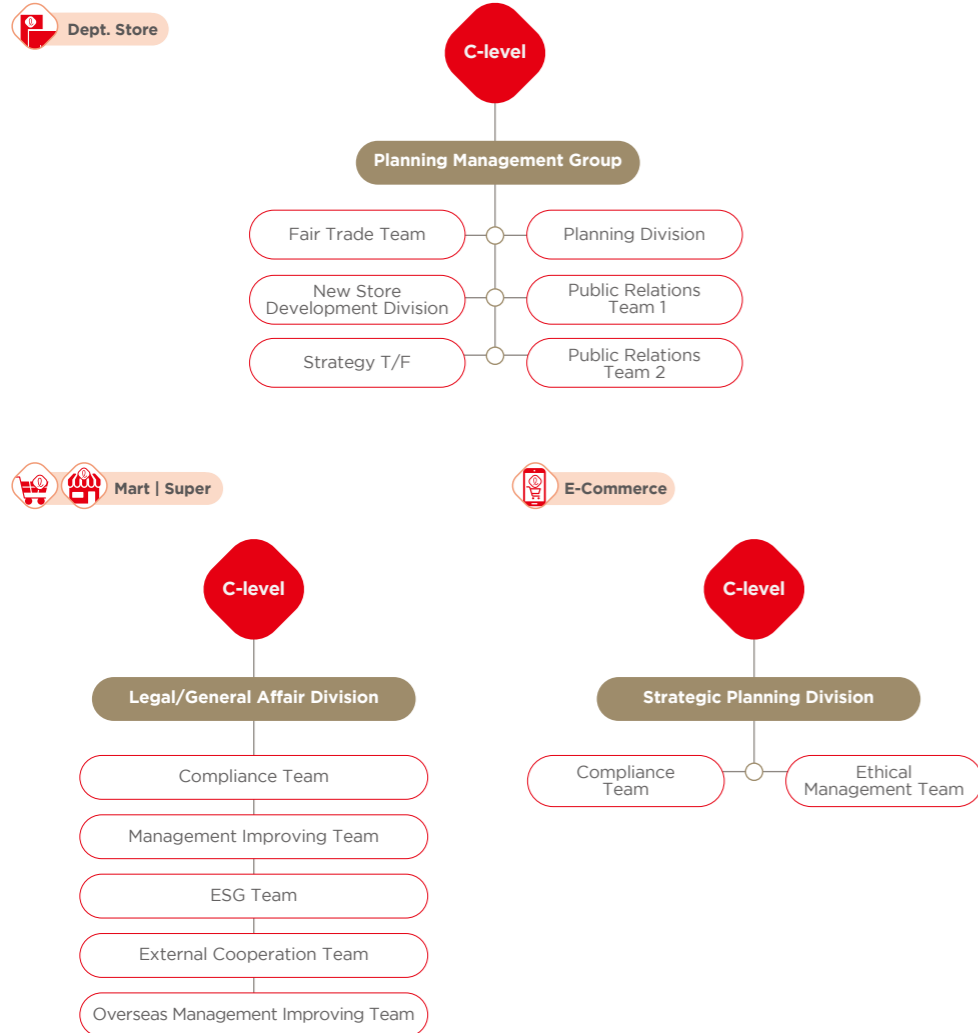 Dept. Store
C-level
Planning Management Group
Fair Trade Team
Planning Division
New Store
Development Division
Public Relations
Team 1
Strategy T/F
Public Relations
Team 2
Mart | Super
C-level
Legal/General Affair Division
Compliance Team
Management Improving Team
ESG Team
External Cooperation Team
Overseas Management Improving Team
E-Commerce
C-level
Strategic Planning Division
Compliance
Team
Ethical
Management Team